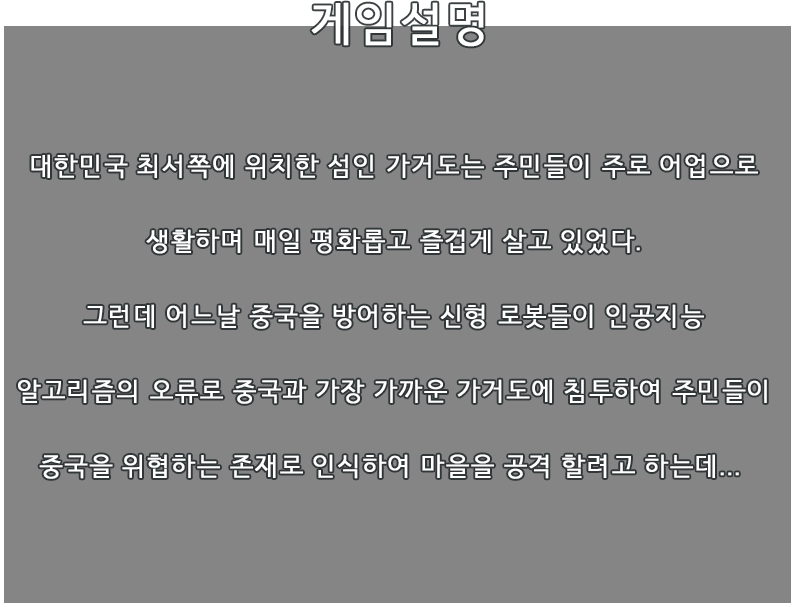 게임설명
대한민국 최서쪽에 위치한 섬인 가거도는 주민들이 주로 어업으로
생활하며 매일 평화롭고 즐겁게 살고 있었다.
그런데 어느날 중국을 방어하는 신형 로봇들이 인공지능
알고리즘의 오류로 중국과 가장 가까운 가거도에 침투하여 주민들이
중국을 위협하는 존재로 인식하여 마을을 공격 할려고 하는데...